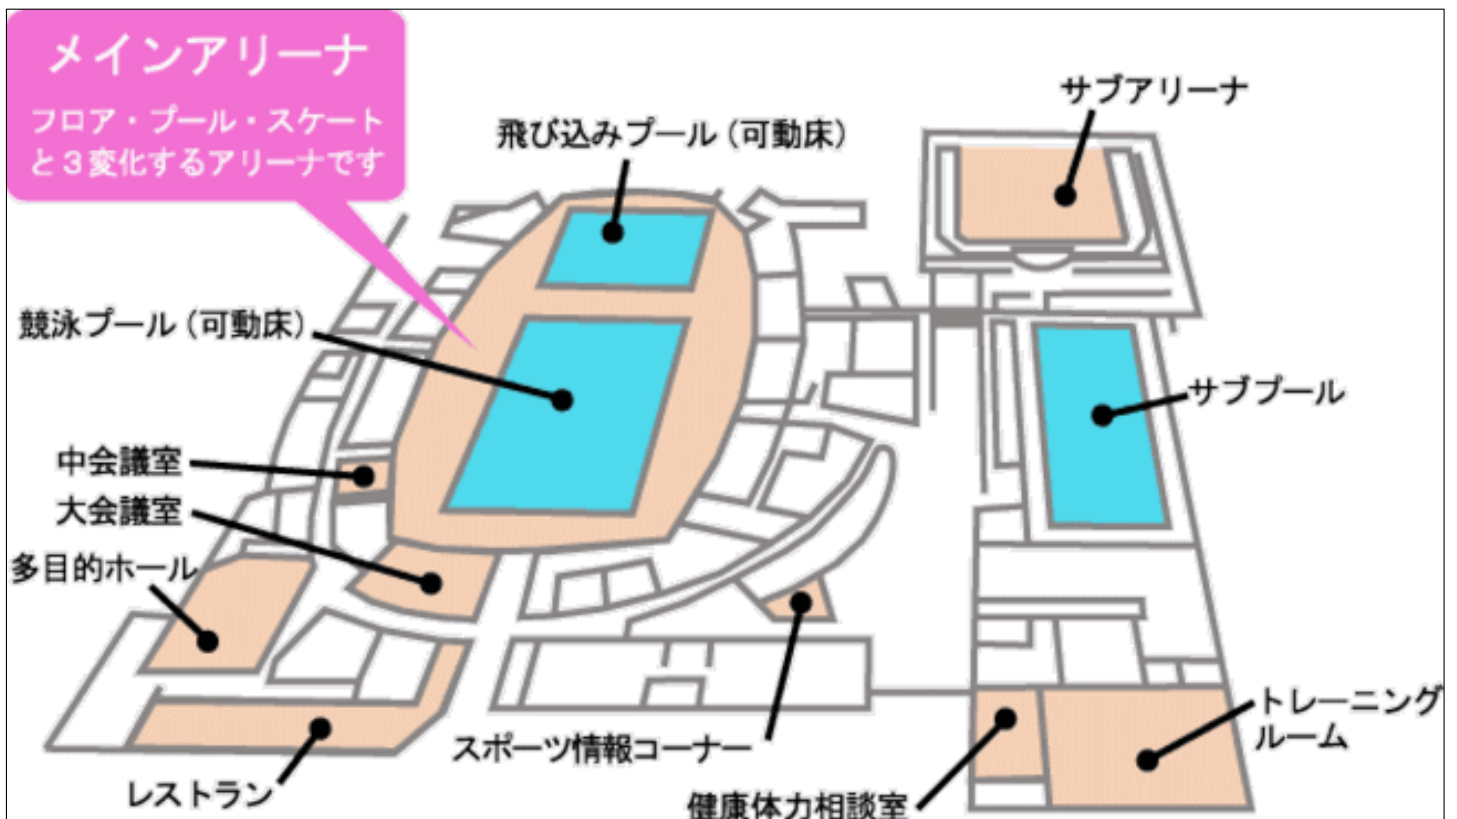 メインアリーナ
フロア・プール・スケート
と３変化するアリーナです
サブアリーナ
飛び込みプール（可動床）
競泳プール（可動床）
サブプール
中会議室
大会議室
多目的ホール
トレーニング
ルーム
スポーツ情報コーナー
レストラン
健康体力相談室